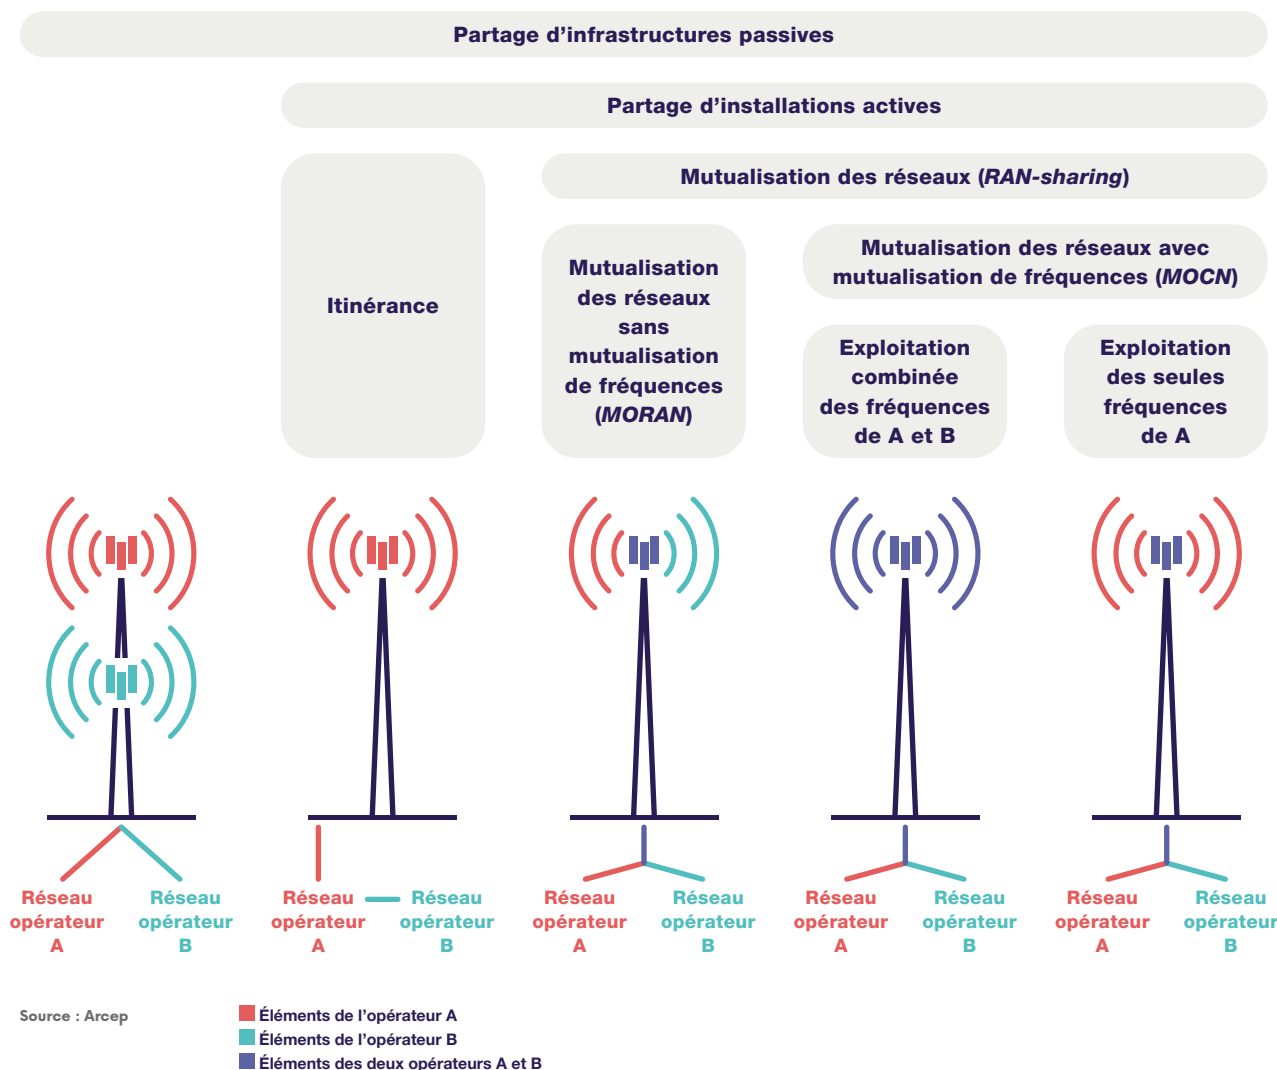 Partage d’infrastructures passives
Partage d’installations actives
Itinérance
Mutualisation des réseaux (RAN-sharing)
Mutualisation
des réseaux
sans
mutualisation
de fréquences
(MORAN)
Mutualisation des réseaux avec
mutualisation de fréquences (MOCN)
Exploitation
combinée
des fréquences
de A et B
Exploitation
des seules
fréquences
de A
Réseau
opérateur
A
Réseau
opérateur
B
Réseau
opérateur
A
Réseau
opérateur
B
Réseau
opérateur
A
Réseau
opérateur
B
Réseau
opérateur
A
Réseau
opérateur
B
Réseau
opérateur
A
Réseau
opérateur
B
Source : Arcep
Éléments de l’opérateur A
Éléments de l’opérateur B
Éléments des deux opérateurs A et B